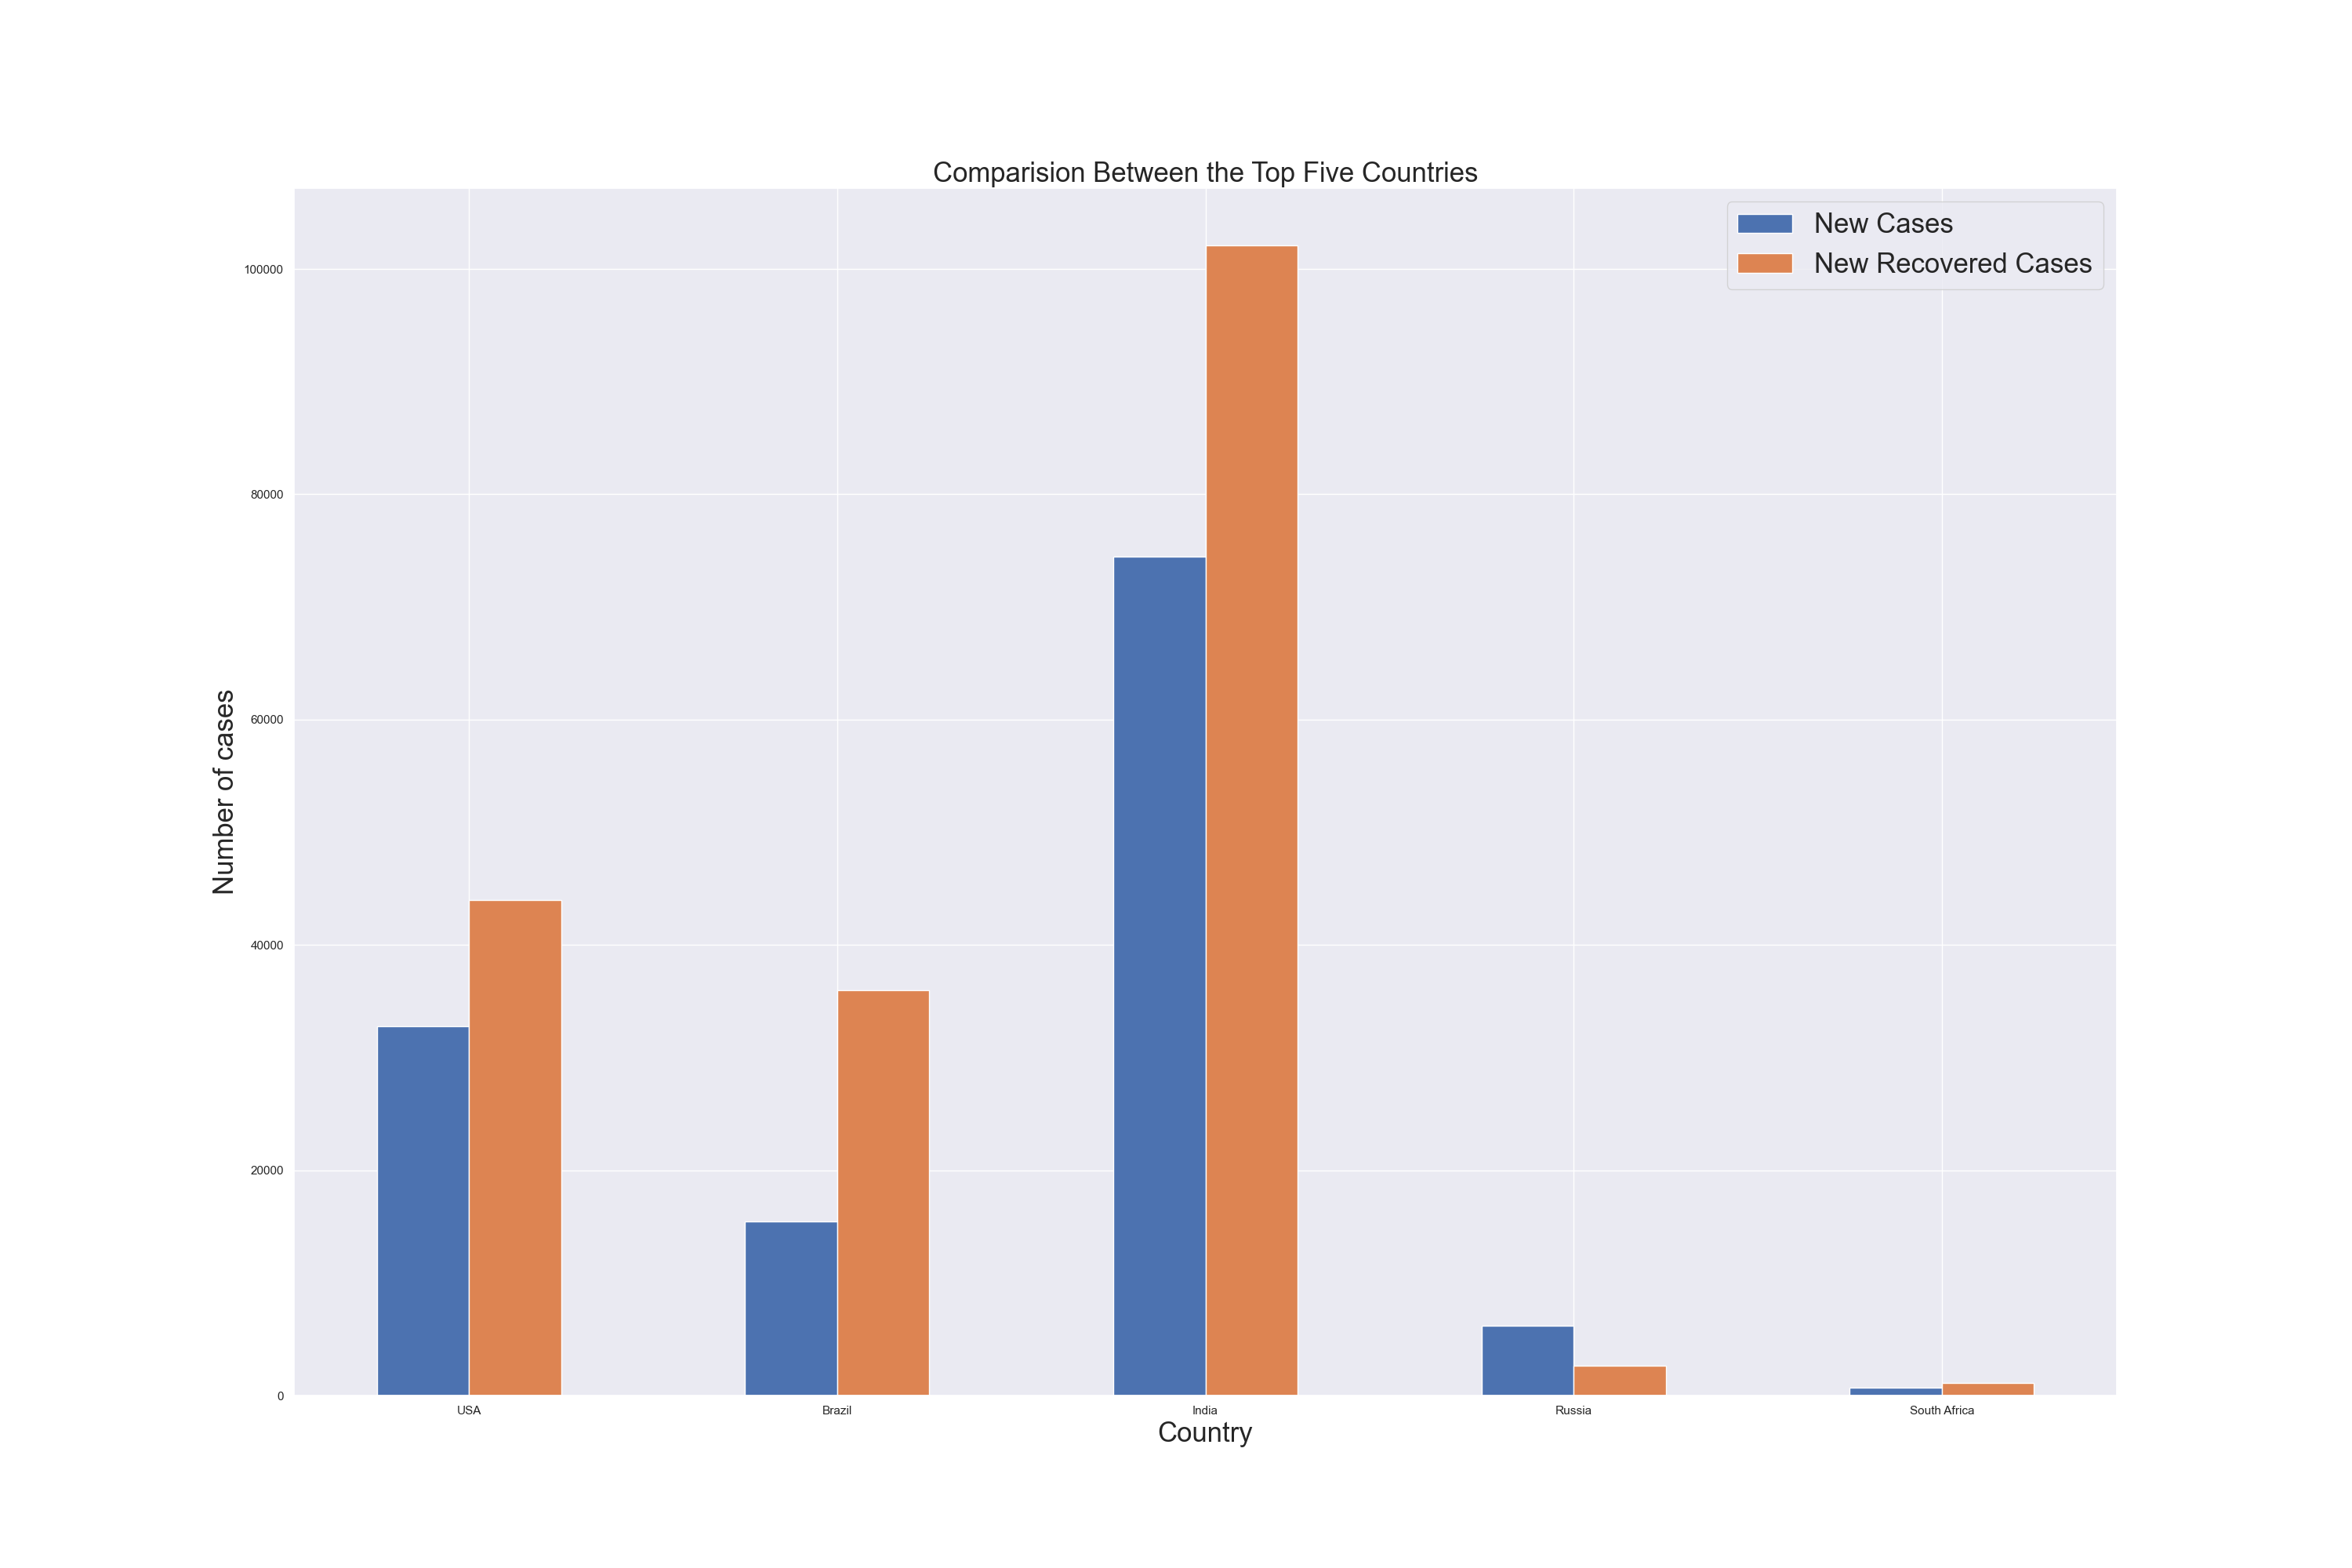 Comparision Between the Top Five Countries
New Cases
New Recovered Cases
100000
80000
60000
40000
20000
0
Number of cases
USA
Brazil
India
Russia
South Africa
Country